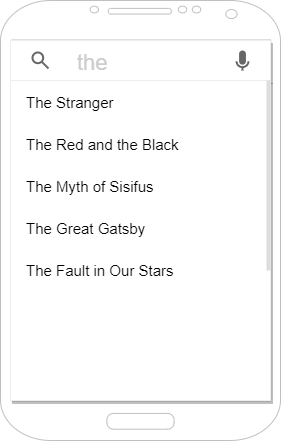 the
The Stranger
The Red and the Black
The Myth of Sisifus
The Great Gatsby
The Fault in Our Stars